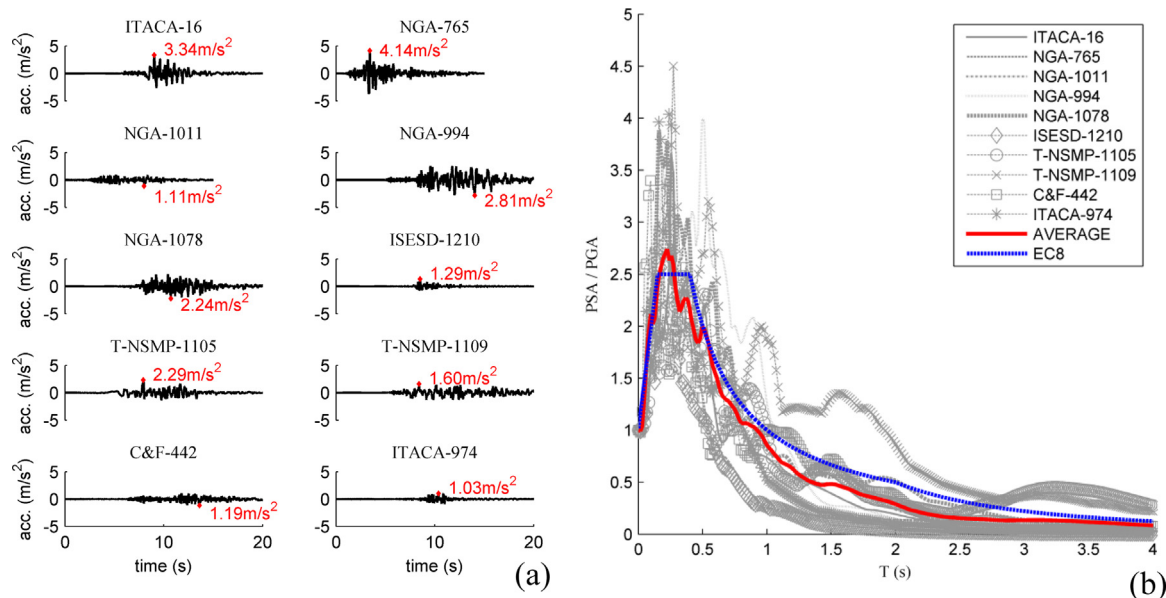 ITACA-16
NGA-765
acc. (m/s²)
5
0
-5
3.34m/s²
5
0
-5
4.14m/s²
NGA-1011
NGA-994
acc. (m/s²)
5
0
-5
1.11m/s²
5
0
-5
2.81m/s²
NGA-1078
ISESD-1210
acc. (m/s²)
5
0
-5
2.24m/s²
5
0
-5
1.29m/s²
T-NSMP-1105
T-NSMP-1109
acc. (m/s²)
5
0
-5
2.29m/s²
5
0
-5
1.60m/s²
C&F-442
ITACA-974
acc. (m/s²)
5
0
-5
1.19m/s²
5
0
-5
1.03m/s²
0 10 20
0 10 20
time (s)
time (s)
(a)
PSA / PGA
5
4.5
4
3.5
3
2.5
2
1.5
1
0.5
0
0 0.5 1 1.5 2 2.5 3 3.5 4
T (s)
ITACA-16
NGA-765
NGA-1011
NGA-994
NGA-1078
ISESD-1210
T-NSMP-1105
T-NSMP-1109
C&F-442
ITACA-974
AVERAGE
EC8
(b)